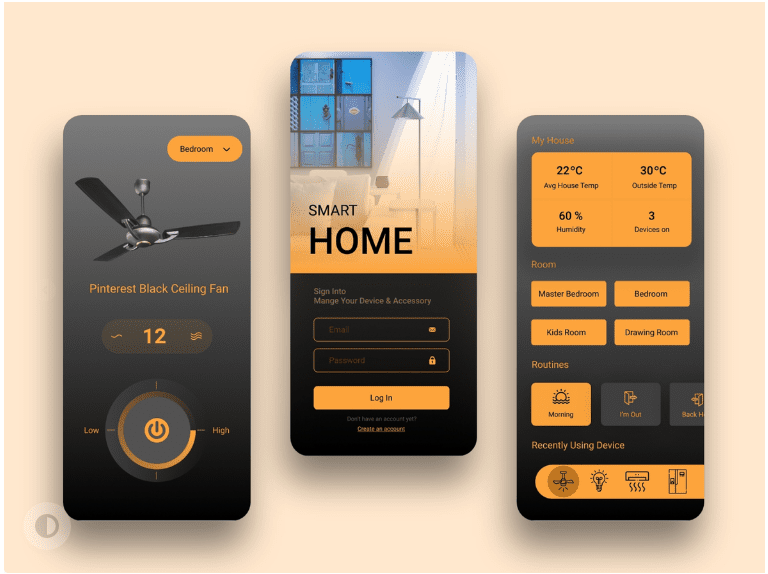 Bedroom
Pinterest Black Ceiling Fan
12
Low
High
SMART
HOME
Sign Into
Mange Your Device & Accessory
Email
Password
Log In
Dont have an account yet?
Create an account
My House
22°C
30°C
Avg House Temp
Outside Temp
60 %
3
Humidity
Devices on
Room
Master Bedroom
Bedroom
Kids Room
Drawing Room
Routines
Morning
I'm Out
Back H
Recently Using Device